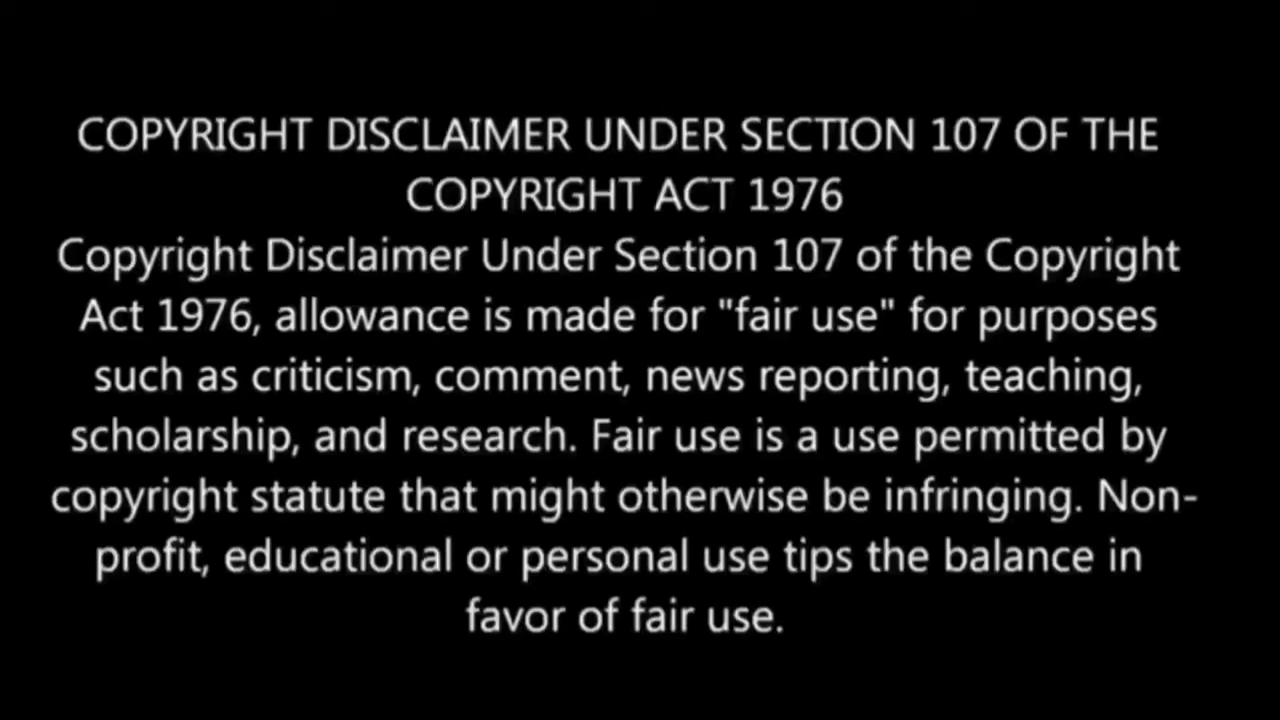 COPYRIGHT DISCLAIMER UNDER SECTION 107 OF THE
COPYRIGHT ACT 1976
Copyright Disclaimer Under Section 107 of the Copyright
Act 1976, allowance is made for "fair use" for purposes
such as criticism, comment, news reporting, teaching,
scholarship, and research. Fair use is a use permitted by
copyright statute that might otherwise be infringing. Non-
profit, educational or personal use tips the balance in
favor of fair use.